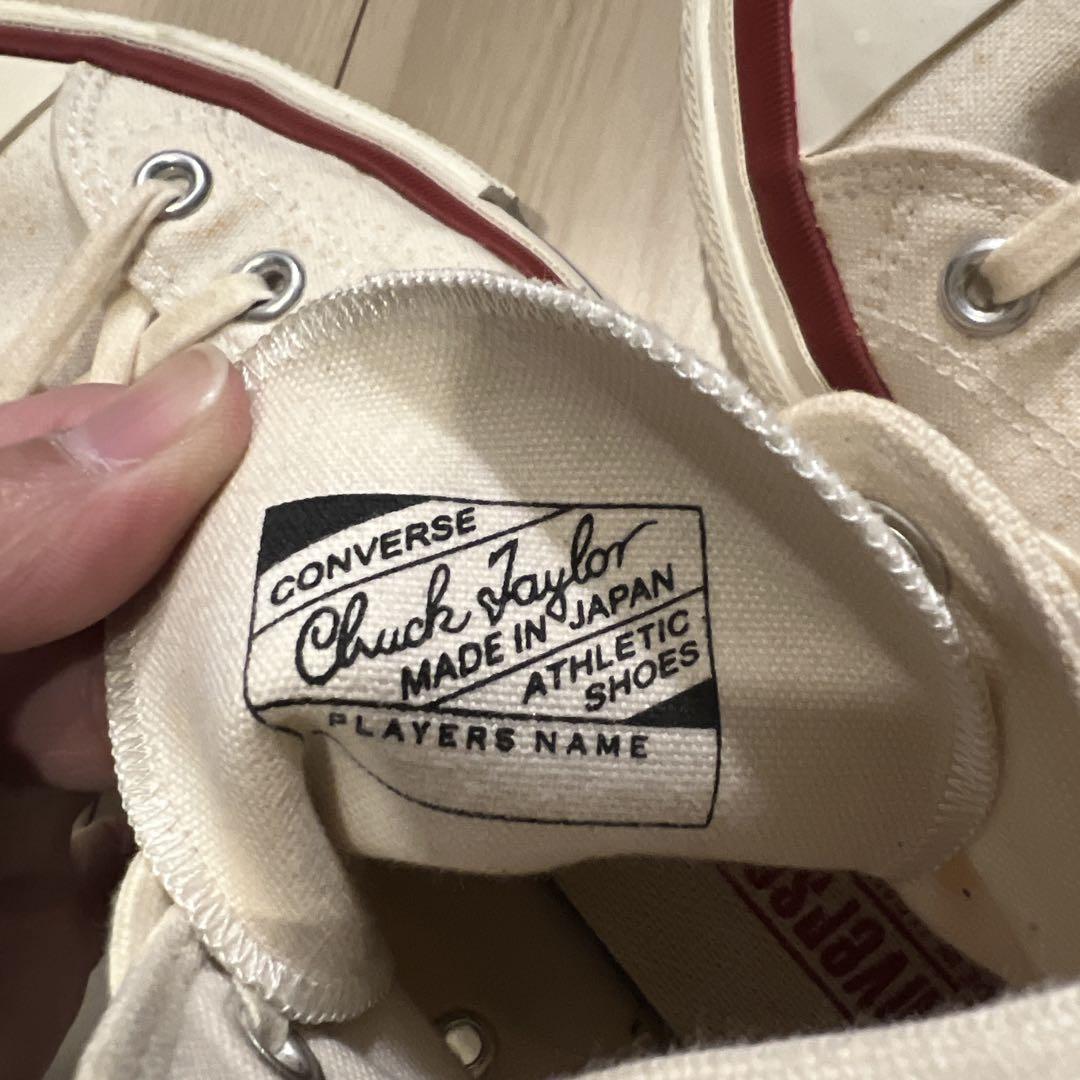 CONVERSE
Chuck Taylor
MADE IN JAPAN
ATHLETIC
SHOES
PLAYERS NAME